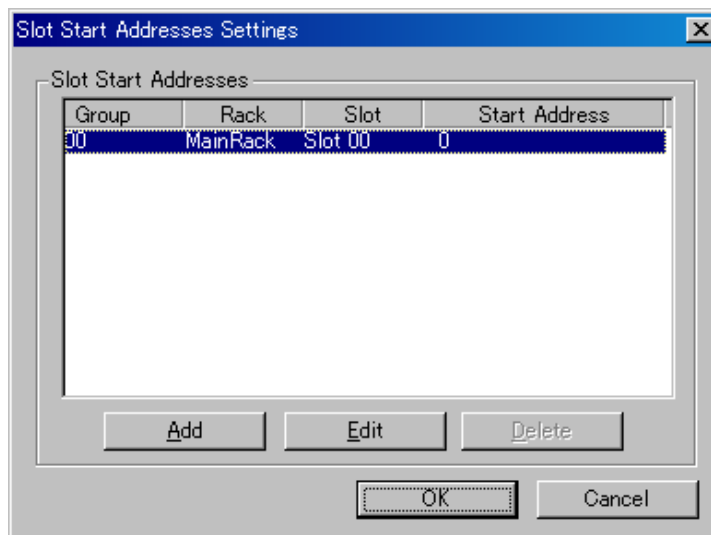 Slot Start Addresses Settings
Slot Start Addresses
Group Rack Slot Start Address
00 MainRack Slot 00 0
Add Edit Delete
OK Cancel